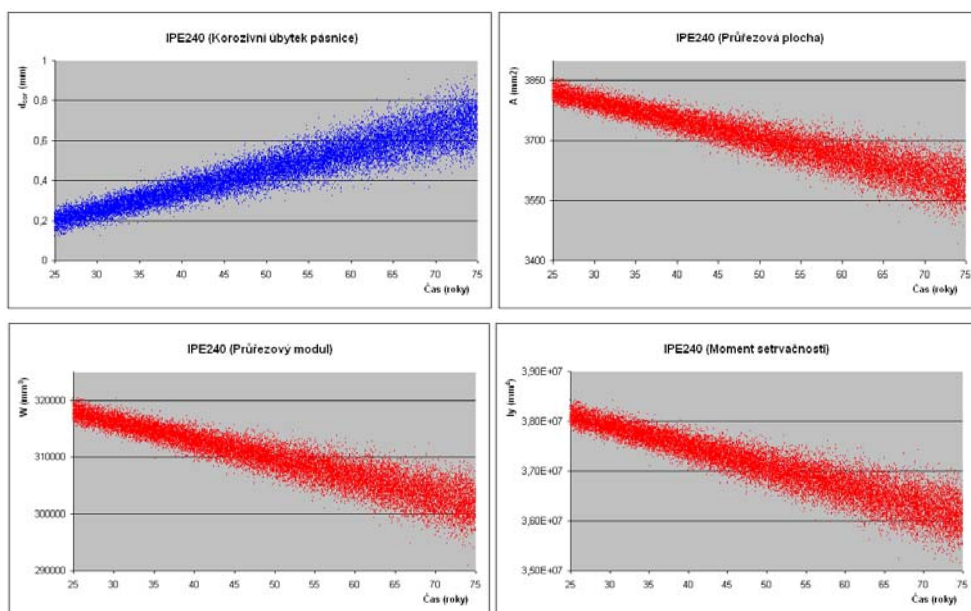 IPE240 (Korozivní úbytek pásnice)
d_cor (mm)
1
0,8
0,6
0,4
0,2
0
25 30 35 40 45 50 55 60 65 70 75
Čas (roky)
IPE240 (Průřezová plocha)
A (mm2)
3850
3700
3550
3400
25 30 35 40 45 50 55 60 65 70 75
Čas (roky)
IPE240 (Průřezový modul)
W (mm³)
320000
310000
300000
290000
25 30 35 40 45 50 55 60 65 70 75
Čas (roky)
IPE240 (Moment setrvačnosti)
Iy (mm⁴)
3,90E+07
3,80E+07
3,70E+07
3,60E+07
3,50E+07
25 30 35 40 45 50 55 60 65 70 75
Čas (roky)